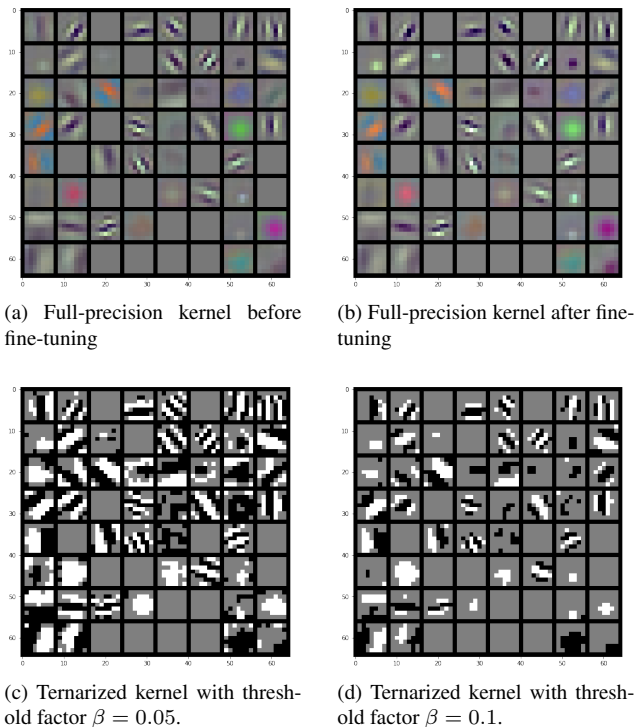 0
10
20
30
40
50
60
0 10 20 30 40 50 60
(a) Full-precision kernel before
fine-tuning
0
10
20
30
40
50
60
0 10 20 30 40 50 60
(b) Full-precision kernel after fine-
tuning
0
10
20
30
40
50
60
0 10 20 30 40 50 60
(c) Ternarized kernel with thresh-
old factor β = 0.05.
0
10
20
30
40
50
60
0 10 20 30 40 50 60
(d) Ternarized kernel with thresh-
old factor β = 0.1.